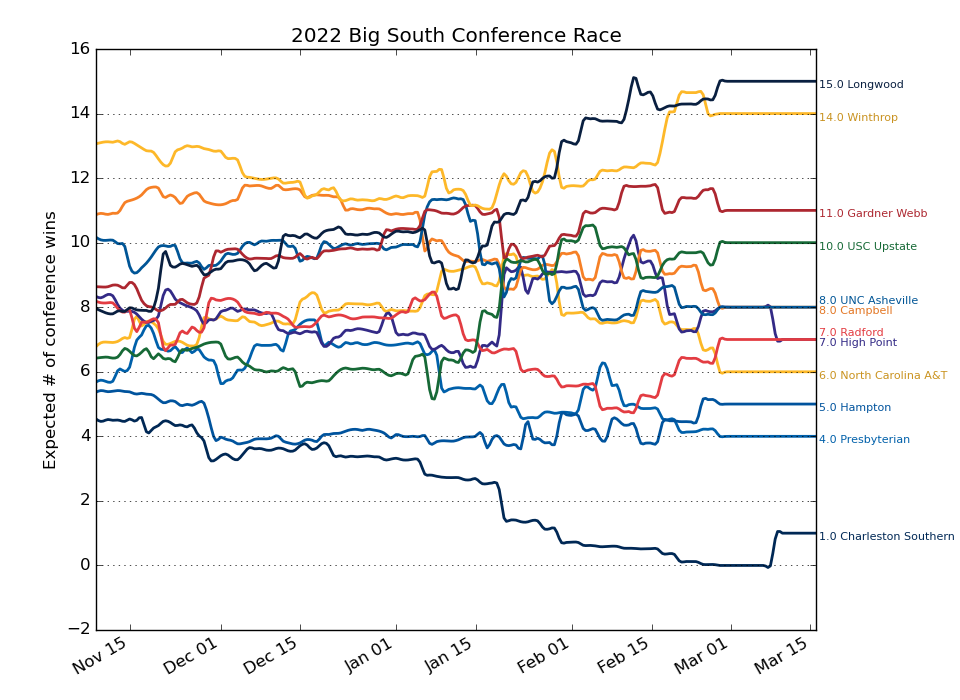 2022 Big South Conference Race
Expected # of conference wins
16
14
12
10
8
6
4
2
0
−2
Nov 15
Dec 01
Dec 15
Jan 01
Jan 15
Feb 01
Feb 15
Mar 01
Mar 15
15.0 Longwood
14.0 Winthrop
11.0 Gardner Webb
10.0 USC Upstate
8.0 UNC Asheville
8.0 Campbell
7.0 Radford
7.0 High Point
6.0 North Carolina A&T
5.0 Hampton
4.0 Presbyterian
1.0 Charleston Southern